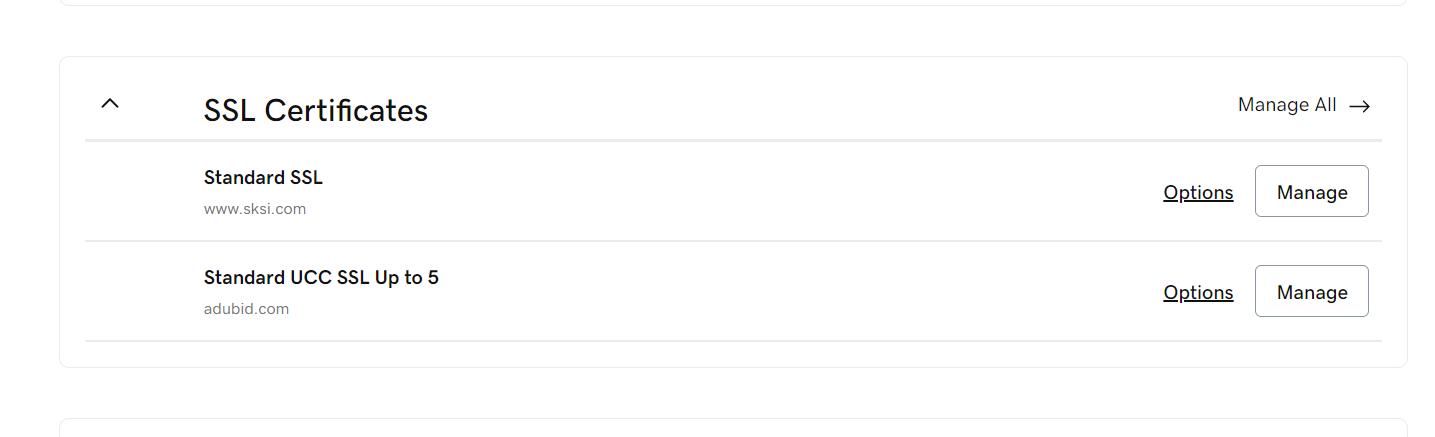 SSL Certificates
Manage All
Standard SSL
www.sksi.com
Options
Manage
Standard UCC SSL Up to 5
adubid.com
Options
Manage